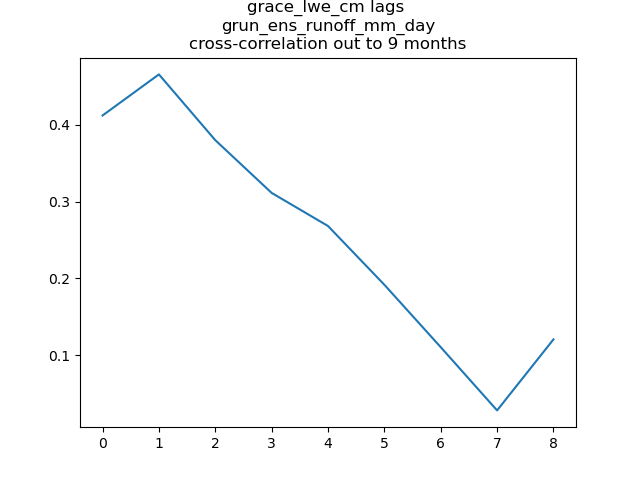 grace_lwe_cm lags
grun_ens_runoff_mm_day
cross-correlation out to 9 months
0.4
0.3
0.2
0.1
0 1 2 3 4 5 6 7 8